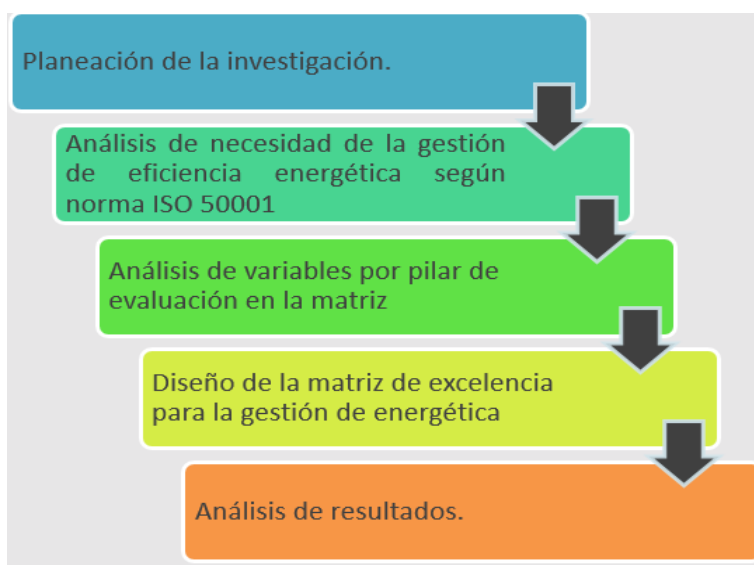 Planeación de la investigación.
Análisis de necesidad de la gestión
de eficiencia energética según
norma ISO 50001
Análisis de variables por pilar de
evaluación en la matriz
Diseño de la matriz de excelencia
para la gestión de energética
Análisis de resultados.